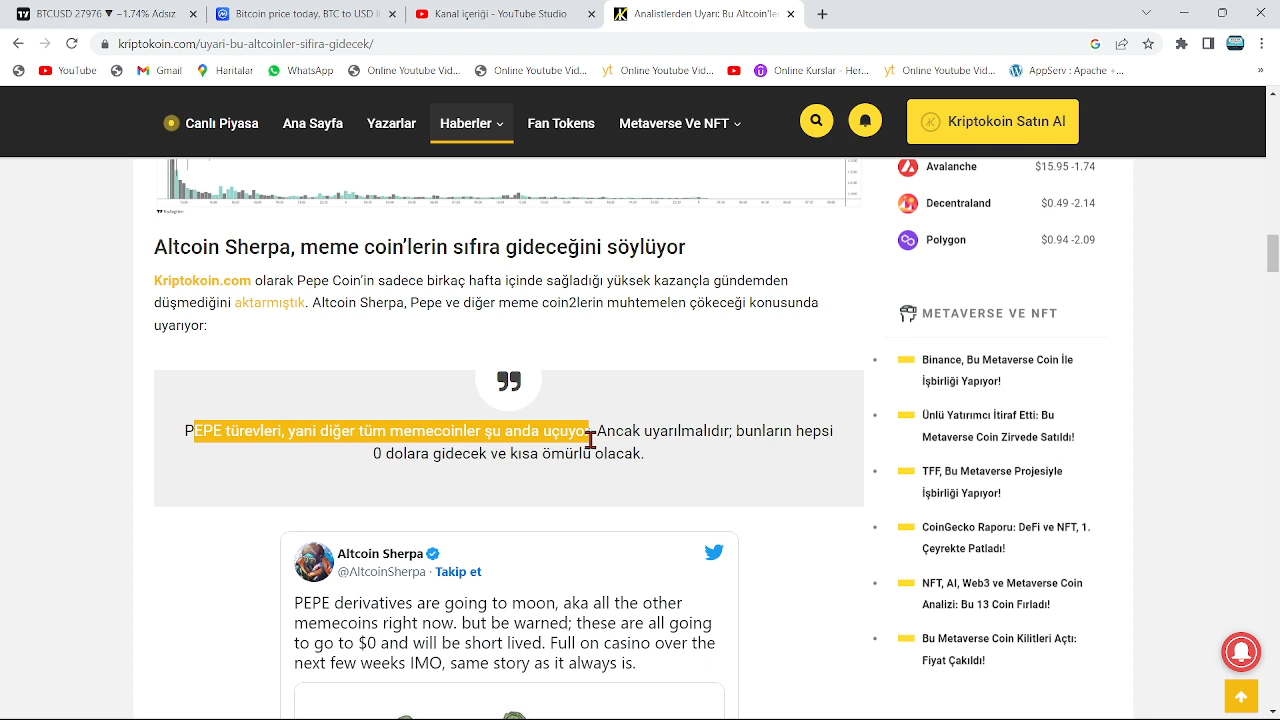 BTCUSD 27976 ▼ −1.74% Adsız
Bitcoin price today, BTC to USD li
Kanal içeriği - YouTube Studio
Analistlerden Uyarı: Bu Altcoin'ler
kriptokoin.com/uyari-bu-altcoinler-sifira-gidecek/
YouTube
Gmail
Haritalar
WhatsApp
Online Youtube Vid...
Online Youtube Vid...
Online Youtube Vid...
Online Kurslar - Her...
Online Youtube Vid...
AppServ : Apache +...
»
Canlı Piyasa
Ana Sayfa
Yazarlar
Haberler
Fan Tokens
Metaverse Ve NFT
Kriptokoin Satın Al
TradingView
Altcoin Sherpa, meme coin’lerin sıfıra gideceğini söylüyor
Kriptokoin.com olarak Pepe Coin’in sadece birkaç hafta içinde sağladığı yüksek kazançla gündemden
düşmediğini aktarmıştık. Altcoin Sherpa, Pepe ve diğer meme coin2lerin muhtemelen çökeceği konusunda
uyarıyor:
PEPE türevleri, yani diğer tüm memecoinler şu anda uçuyor. Ancak uyarılmalıdır; bunların hepsi
0 dolara gidecek ve kısa ömürlü olacak.
Altcoin Sherpa
@AltcoinSherpa · Takip et
PEPE derivatives are going to moon, aka all the other
memecoins right now. but be warned; these are all going
to go to $0 and will be short lived. Full on casino over the
next few weeks IMO, same story as it always is.
Avalanche $15.95 -1.74
Decentraland $0.49 -2.14
Polygon $0.94 -2.09
METAVERSE VE NFT
Binance, Bu Metaverse Coin İle
İşbirliği Yapıyor!
Ünlü Yatırımcı İtiraf Etti: Bu
Metaverse Coin Zirvede Satıldı!
TFF, Bu Metaverse Projesiyle
İşbirliği Yapıyor!
CoinGecko Raporu: DeFi ve NFT, 1.
Çeyrekte Patladı!
NFT, AI, Web3 ve Metaverse Coin
Analizi: Bu 13 Coin Fırladı!
Bu Metaverse Coin Kilitleri Açtı:
Fiyat Çakıldı!